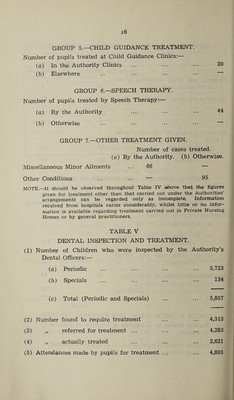 16
GROUP 5.—CHILD GUIDANCE TREATMENT.
Number of pupils treated at Child Guidance Clinics:—
(a) In the Authority Clinics ... ... ... 20
(b) Elsewhere ... ... ... ... —
GROUP 6.—SPEECH THERAPY.
Number of pupils treated by Speech Therapy:—
(a) By the Authority ... ... ... 44
(b) Otherwise ... ... ... ... —
GROUP 7.—OTHER TREATMENT GIVEN.
Number of cases treated.
(a) By the Authority. (b) Otherwise.
Miscellaneous Minor Ailments ... 66 —
Other Conditions ... ... — 95
NOTE.—It should be observed throughout Table IV above that the figures
given for treatment other than that carried out under the Authorities'
arrangements can be regarded only as incomplete. Information
received from hospitals varies considerably, whilst little or no infor-
mation is available regarding treatment carried out in Private Nursing
Homes or by general practitioners.
TABLE V
DENTAL INSPECTION AND TREATMENT.
(1) Number of Children who were inspected by the Authority's
Dental Officers:—
(a) Periodic ... ... ... ... 5,723
(b) Specials ... ... ... ... 134
(c) Total (Periodic and Specials) ... ... 5,857
(2) Number found to require treatment ... ... 4,313
(3) „ referred for treatment ... ... ... 4,283
(4) „ actually treated ... ... ... 2,621
(5) Attendances made by pupils for treatment ... ... 4,803